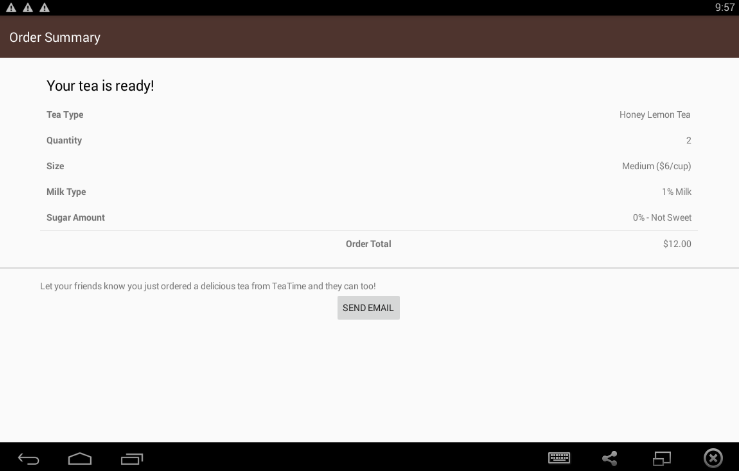 9:57
Order Summary
Your tea is ready!
Tea Type Honey Lemon Tea
Quantity 2
Size Medium ($6/cup)
Milk Type 1% Milk
Sugar Amount 0% - Not Sweet
Order Total $12.00
Let your friends know you just ordered a delicious tea from TeaTime and they can too!
SEND EMAIL